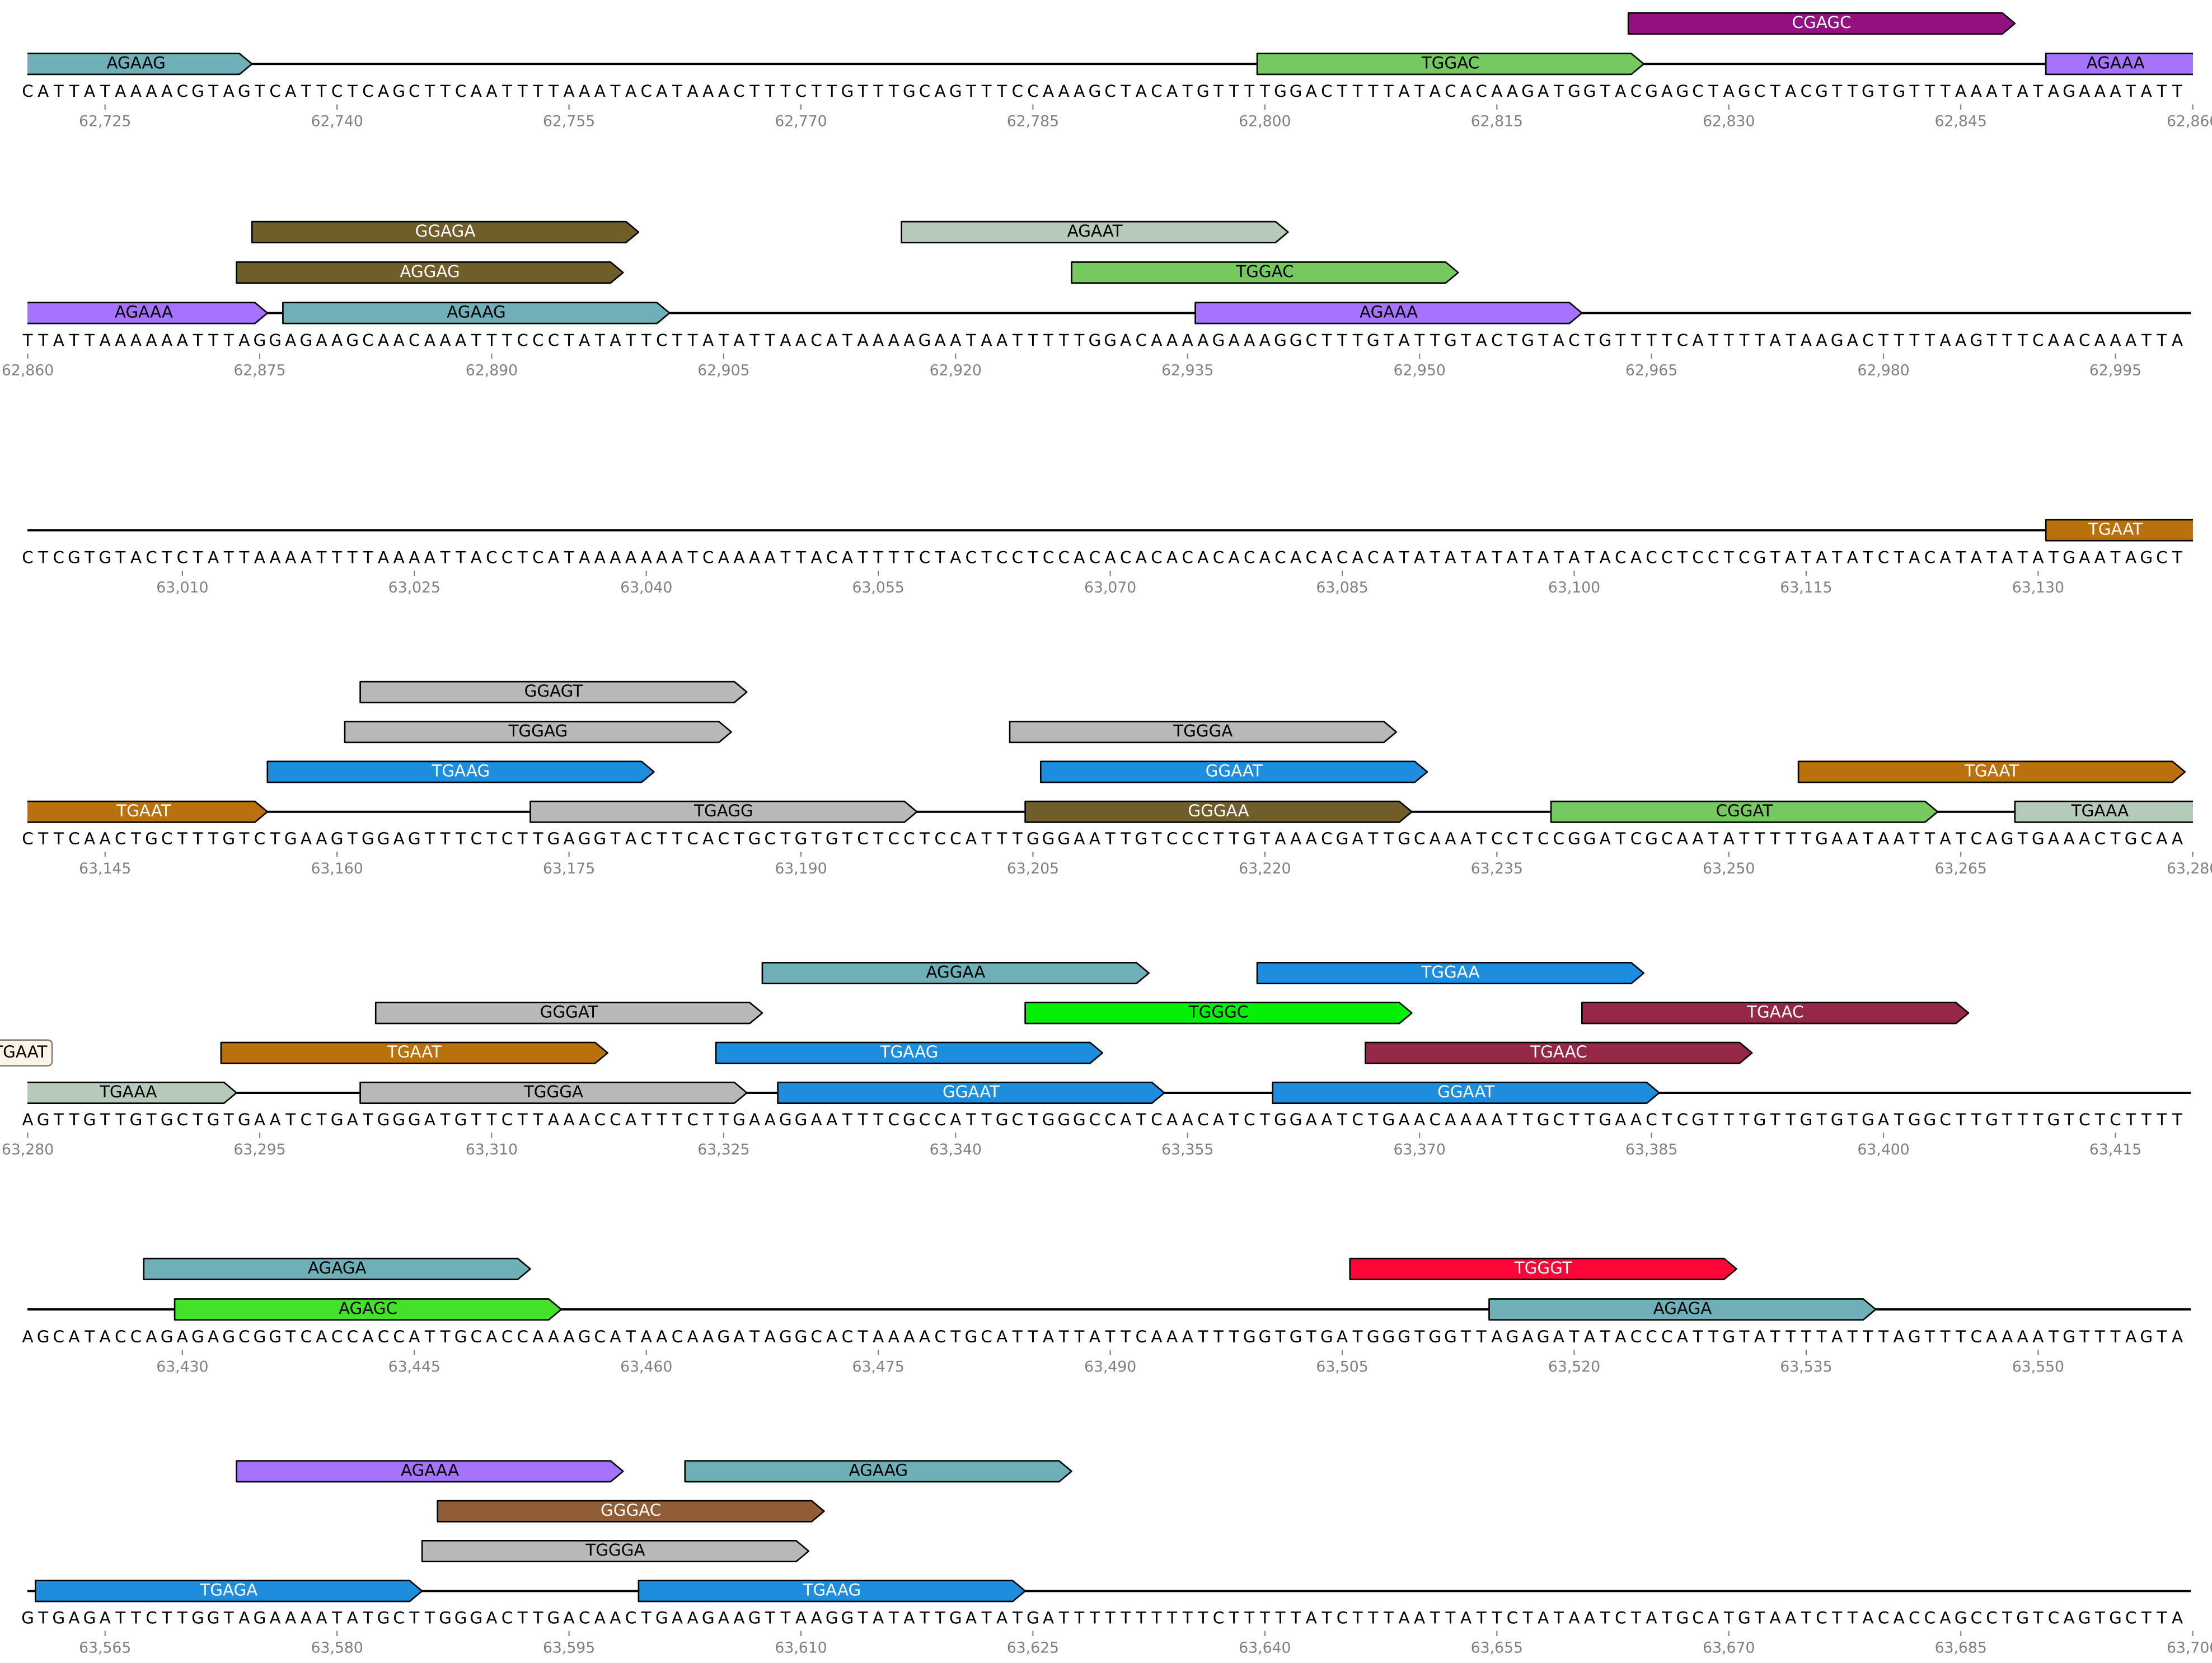 CGAGC
AGAAG TGGAC AGAAA
CATTATAAAACGTAGTCATTCTCAGCTTCAATTTTAAATACATAAACTTTCTTGTTTGCAGTTTCCAAAGCTACATGTTTTGGACTTTTATACACAAGATGGTACGAGCTAGCTACGTTGTGTTTAAATATAGAAATATT
62,725 62,740 62,755 62,770 62,785 62,800 62,815 62,830 62,845 62,860
GGAGA AGAAT
AGGAG TGGAC
AGAAA AGAAG AGAAA
TTATTAAAAAATTTAGGAGAAGCAACAAATTTCCCTATATTCTTATATTAACATAAAAGAATAATTTTTGGACAAAAGAAAGGCTTTGTATTGTACTGTACTGTTTTCATTTTATAAGACTTTTAAGTTTCAACAAATTA
62,860 62,875 62,890 62,905 62,920 62,935 62,950 62,965 62,980 62,995
TGAAT
CTCGTGTACTCTATTAAAATTTTAAAATTACCTCATAAAAAAATCAAAATTACATTTTCTACTCCTCCACACACACACACACACACACACATATATATATATATACACCTCCTCGTATATATCTACATATATATGAATAGCT
63,010 63,025 63,040 63,055 63,070 63,085 63,100 63,115 63,130
GGAGT
TGGAG TGGGA
TGAAG GGAAT TGAAT
TGAAT TGAGG GGGAA CGGAT TGAAA
CTTCAACTGCTTTGTCTGAAGTGGAGTTTCTCTTGAGGTACTTCACTGCTGTGTCTCCTCCATTTGGGAATTGTCCCTTGTAAACGATTGCAAATCCTCCGGATCGCAATATTTTTGAATAATTATCAGTGAAACTGCAA
63,145 63,160 63,175 63,190 63,205 63,220 63,235 63,250 63,265 63,280
AGGAA TGGAA
GGGAT TGGGC TGAAC
TGAAT TGAAT TGAAG TGAAC
TGAAA TGGGA GGAAT GGAAT
AGTTGTTGTGCTGTGAATCTGATGGGATGTTCTTAAACCATTTCTTGAAGGAATTTCGCCATTGCTGGGCCATCAACATCTGGAATCTGAACAAAATTGCTTGAACTCGTTTGTTGTGTGATGGCTTGTTTGTCTCTTTT
63,280 63,295 63,310 63,325 63,340 63,355 63,370 63,385 63,400 63,415
AGAGA TGGGT
AGAGC AGAGA
AGCATACCAGAGAGCGGTCACCACCATTGCACCAAAGCATAACAAGATAGGCACTAAAACTGCATTATTATTCAAATTTGGTGTGATGGGTGGTTAGAGATATACCCATTGTATTTTATTTAGTTTCAAAATGTTTAGTA
63,430 63,445 63,460 63,475 63,490 63,505 63,520 63,535 63,550
AGAAA AGAAG
GGGAC
TGGGA
TGAGA TGAAG
GTGAGATTCTTGGTAGAAAATATGCTTGGGACTTGACAACTGAAGAAGTTAAGGTATATTGATATGATTTTTTTTTTCTTTTTATCTTTAATTATTCTATAATCTATGCATGTAATCTTACACCAGCCTGTCAGTGCTTA
63,565 63,580 63,595 63,610 63,625 63,640 63,655 63,670 63,685 63,700